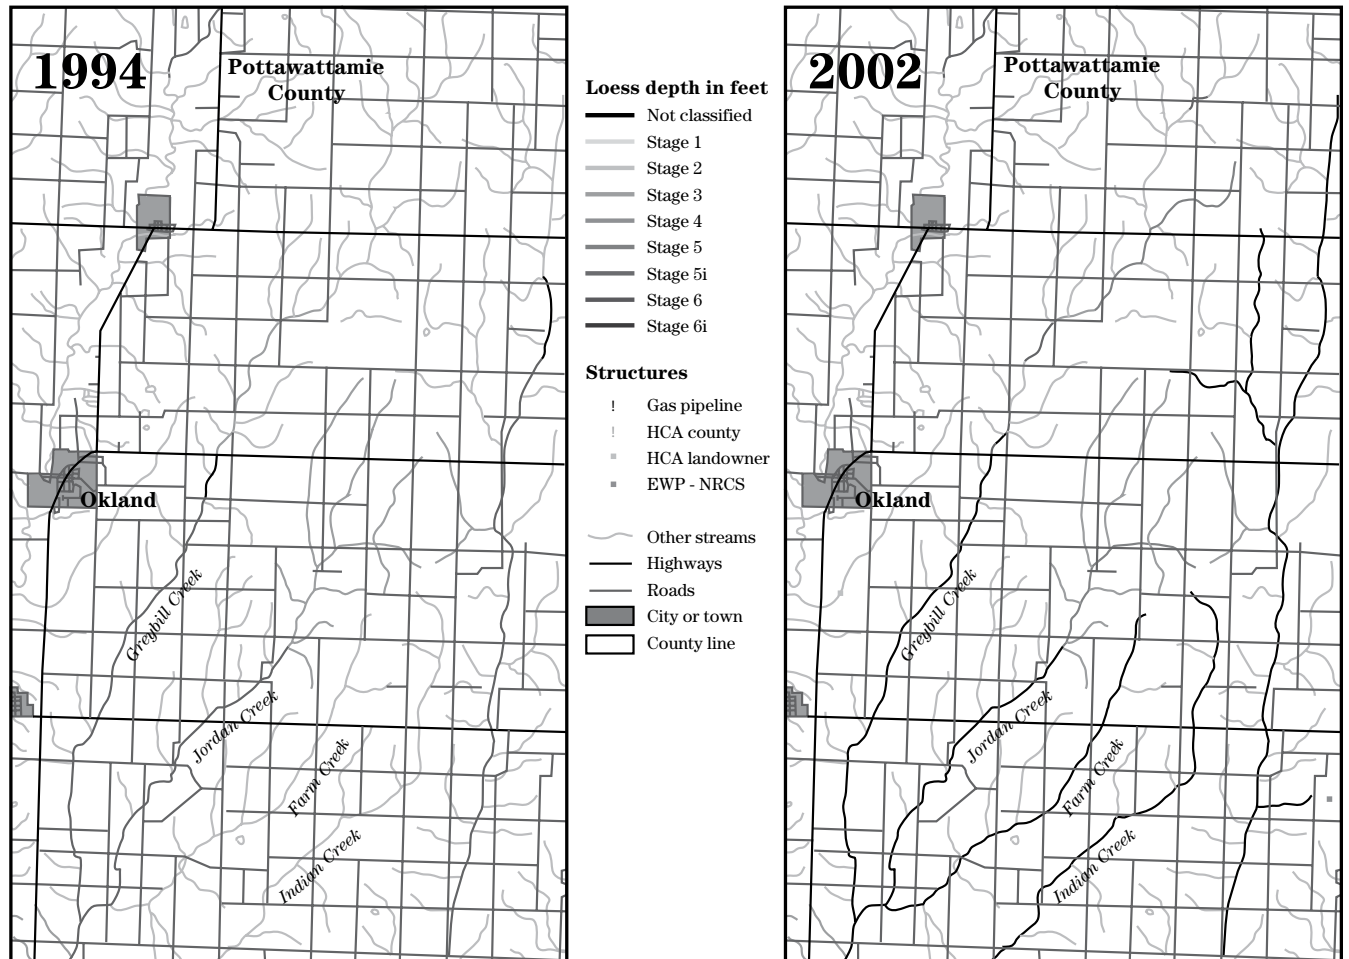 1994
Pottawattamie
County
Okland
Greybill Creek
Jordan Creek
Farm Creek
Indian Creek
Loess depth in feet
Not classified
Stage 1
Stage 2
Stage 3
Stage 4
Stage 5
Stage 5i
Stage 6
Stage 6i
Structures
! Gas pipeline
! HCA county
HCA landowner
EWP - NRCS
Other streams
Highways
Roads
City or town
County line
2002
Pottawattamie
County
Okland
Greybill Creek
Jordan Creek
Farm Creek
Indian Creek